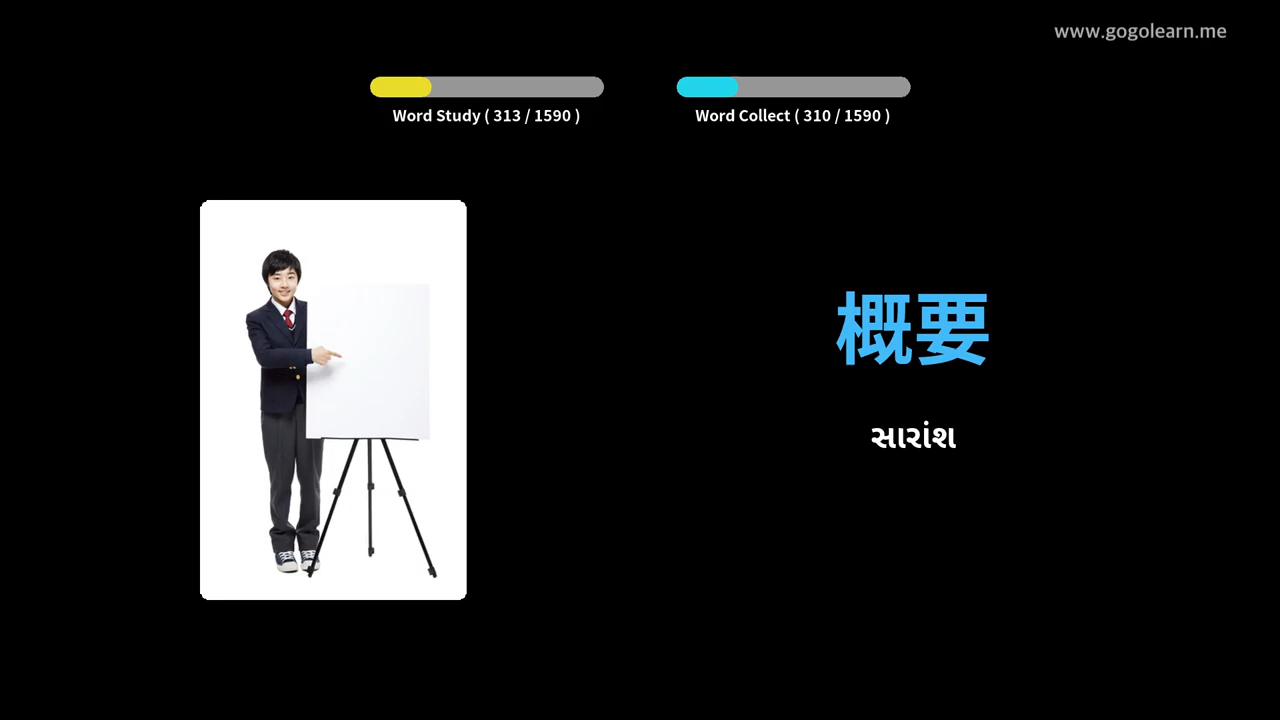 www.gogolearn.me
Word Study ( 313 / 1590 )
Word Collect ( 310 / 1590 )
概要
સારાંશ